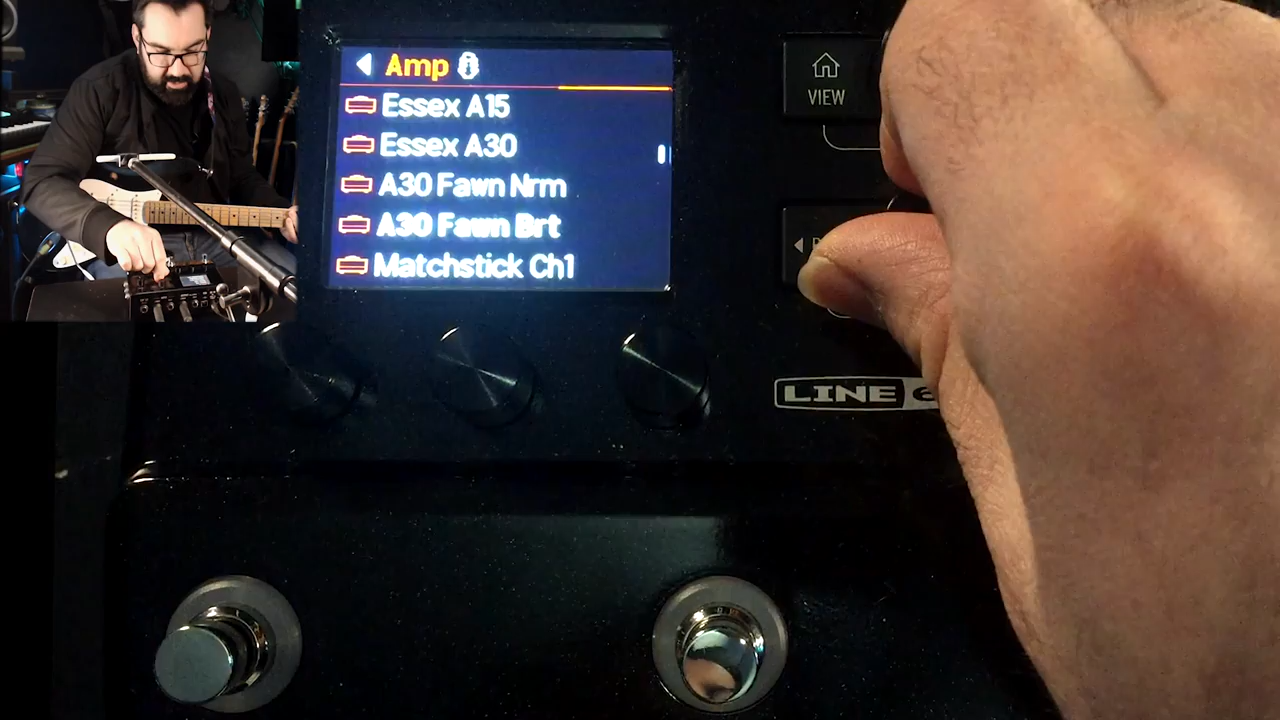 Amp
Essex A15
Essex A30
A30 Fawn Nrm
A30 Fawn Brt
Matchstick Ch1
VIEW
LINE 6